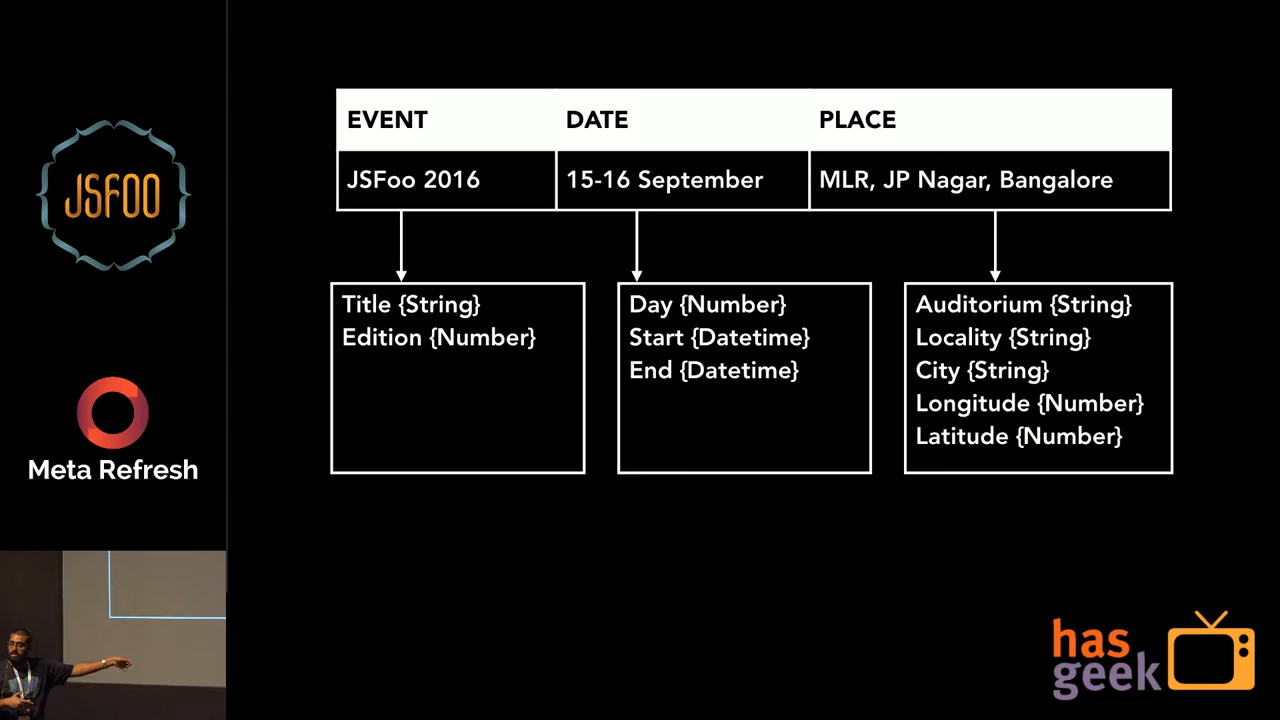 JSFOO
Meta Refresh
EVENT DATE PLACE
JSFoo 2016 15-16 September MLR, JP Nagar, Bangalore
Title {String}
Edition {Number}
Day {Number}
Start {Datetime}
End {Datetime}
Auditorium {String}
Locality {String}
City {String}
Longitude {Number}
Latitude {Number}
has
geek